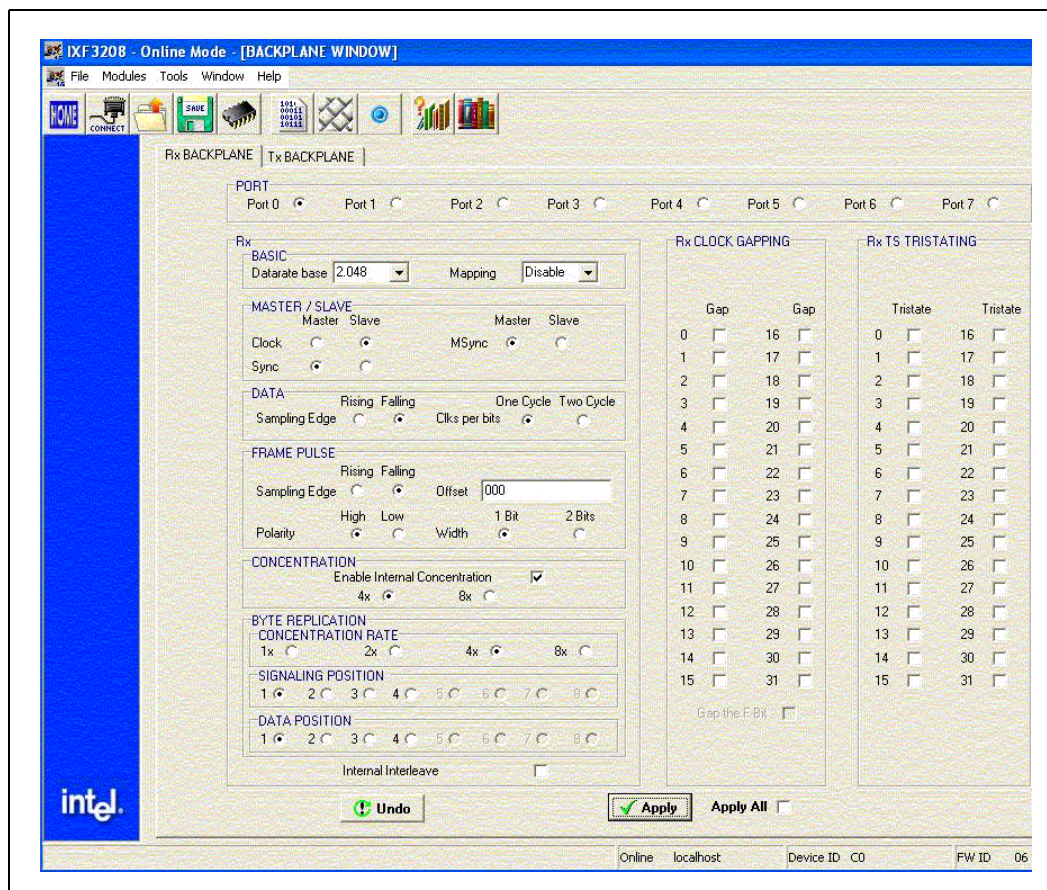 IXF3208 - Online Mode - [BACKPLANE WINDOW]
File Modules Tools Window Help
HOME CONNECT SAVE 101: 00011 00101 10111 ?
Rx BACKPLANE Tx BACKPLANE
PORT
Port 0 Port 1 Port 2 Port 3 Port 4 Port 5 Port 6 Port 7
Rx
BASIC
Datarate base 2.048 Mapping Disable
MASTER / SLAVE
Master Slave Master Slave
Clock MSync
Sync
DATA
Rising Falling One Cycle Two Cycle
Sampling Edge Clks per bits
FRAME PULSE
Rising Falling
Sampling Edge Offset 000
High Low 1 Bit 2 Bits
Polarity Width
CONCENTRATION
Enable Internal Concentration
4x 8x
BYTE REPLICATION
CONCENTRATION RATE
1x 2x 4x 8x
SIGNALING POSITION
1 2 3 4 5 6 7 8
DATA POSITION
1 2 3 4 5 6 7 8
Internal Interleave
Rx CLOCK GAPPING
Gap Gap
0 16
1 17
2 18
3 19
4 20
5 21
6 22
7 23
8 24
9 25
10 26
11 27
12 28
13 29
14 30
15 31
Gap the F-Bit
Rx TS TRISTATING
Tristate Tristate
0 16
1 17
2 18
3 19
4 20
5 21
6 22
7 23
8 24
9 25
10 26
11 27
12 28
13 29
14 30
15 31
intel.
Undo Apply Apply All
Online localhost Device ID C0 FW ID 06